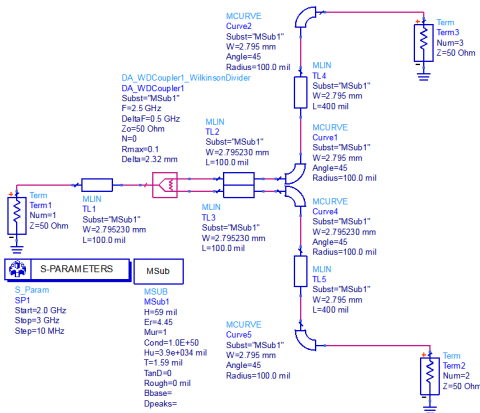 MCURVE
Curve2
Subst="MSub1"
W=2.795 mm
Angle=45
Radius=100.0 mil
Term
Term3
Num=3
Z=50 Ohm
MLIN
TL4
Subst="MSub1"
W=2.795 mm
L=400 mil
DA_WDCoupler1_WilkinsonDivider
DA_WDCoupler1
Subst="MSub1"
F=2.5 GHz
DeltaF=0.5 GHz
Zo=50 Ohm
N=0
Rmax=0.1
Delta=2.32 mm
MLIN
TL2
Subst="MSub1"
W=2.795230 mm
L=100.0 mil
MCURVE
Curve1
Subst="MSub1"
W=2.795 mm
Angle=45
Radius=100.0 mil
Term
Term1
Num=1
Z=50 Ohm
MLIN
TL1
Subst="MSub1"
W=2.795230 mm
L=100.0 mil
MLIN
TL3
Subst="MSub1"
W=2.795230 mm
L=100.0 mil
MCURVE
Curve4
Subst="MSub1"
W=2.795230 mm
Angle=45
Radius=100.0 mil
MLIN
TL5
Subst="MSub1"
W=2.795 mm
L=400 mil
S-PARAMETERS
S_Param
SP1
Start=2.0 GHz
Stop=3 GHz
Step=10 MHz
MSub
MSUB
MSub1
H=59 mil
Er=4.45
Mur=1
Cond=1.0E+50
Hu=3.9e+034 mil
T=1.59 mil
TanD=0
Rough=0 mil
Bbase=
Dpeaks=
MCURVE
Curve5
Subst="MSub1"
W=2.795 mm
Angle=45
Radius=100.0 mil
Term
Term2
Num=2
Z=50 Ohm